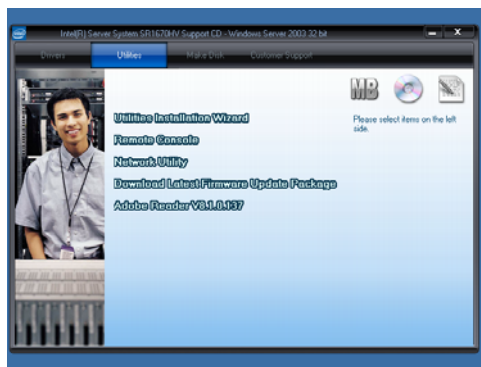 Intel(R) Server System SR1670HV Support CD - Windows Server 2003 32 bit
Drivers
Utilities
Make Disk
Customer Support
MB
Utilities Installation Wizard
Please select items on the left
side.
Remote Console
Network Utility
Download Latest Firmware Update Package
Adobe Reader V8.1.0.137